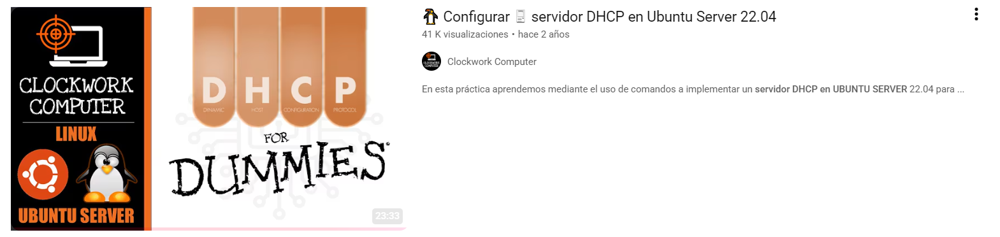 CLOCKWORK
COMPUTER
LINUX
UBUNTU SERVER
D H C P
DYNAMIC HOST CONFIGURATION PROTOCOL
FOR
DUMMIES
23:33
Configurar servidor DHCP en Ubuntu Server 22.04
41 K visualizaciones • hace 2 años
Clockwork Computer
En esta práctica aprendemos mediante el uso de comandos a implementar un servidor DHCP en UBUNTU SERVER 22.04 para ...